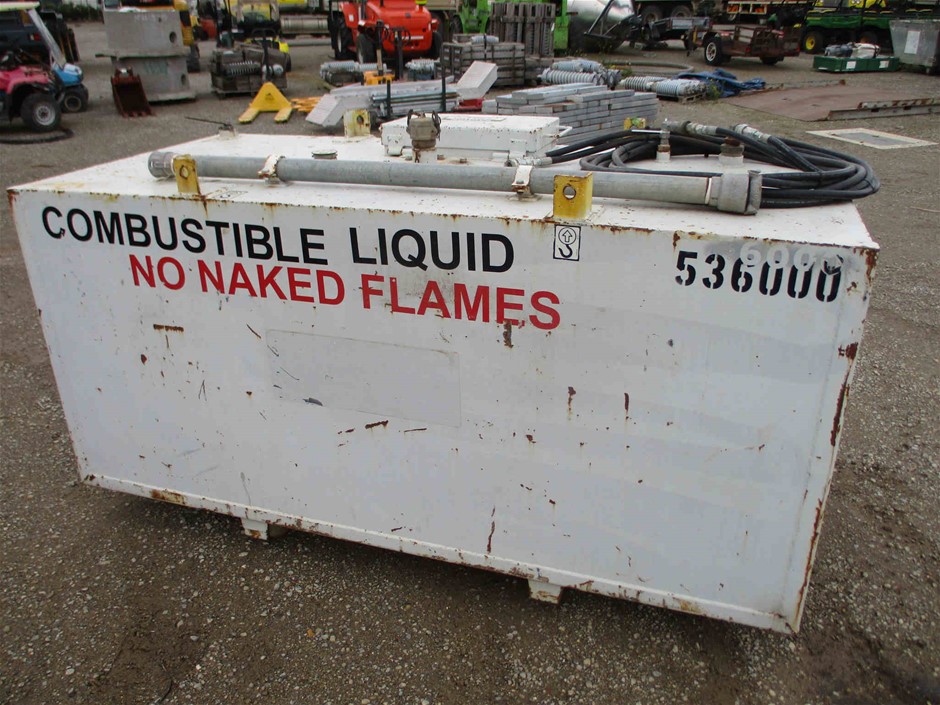 COMBUSTIBLE LIQUID
NO NAKED FLAMES
536000